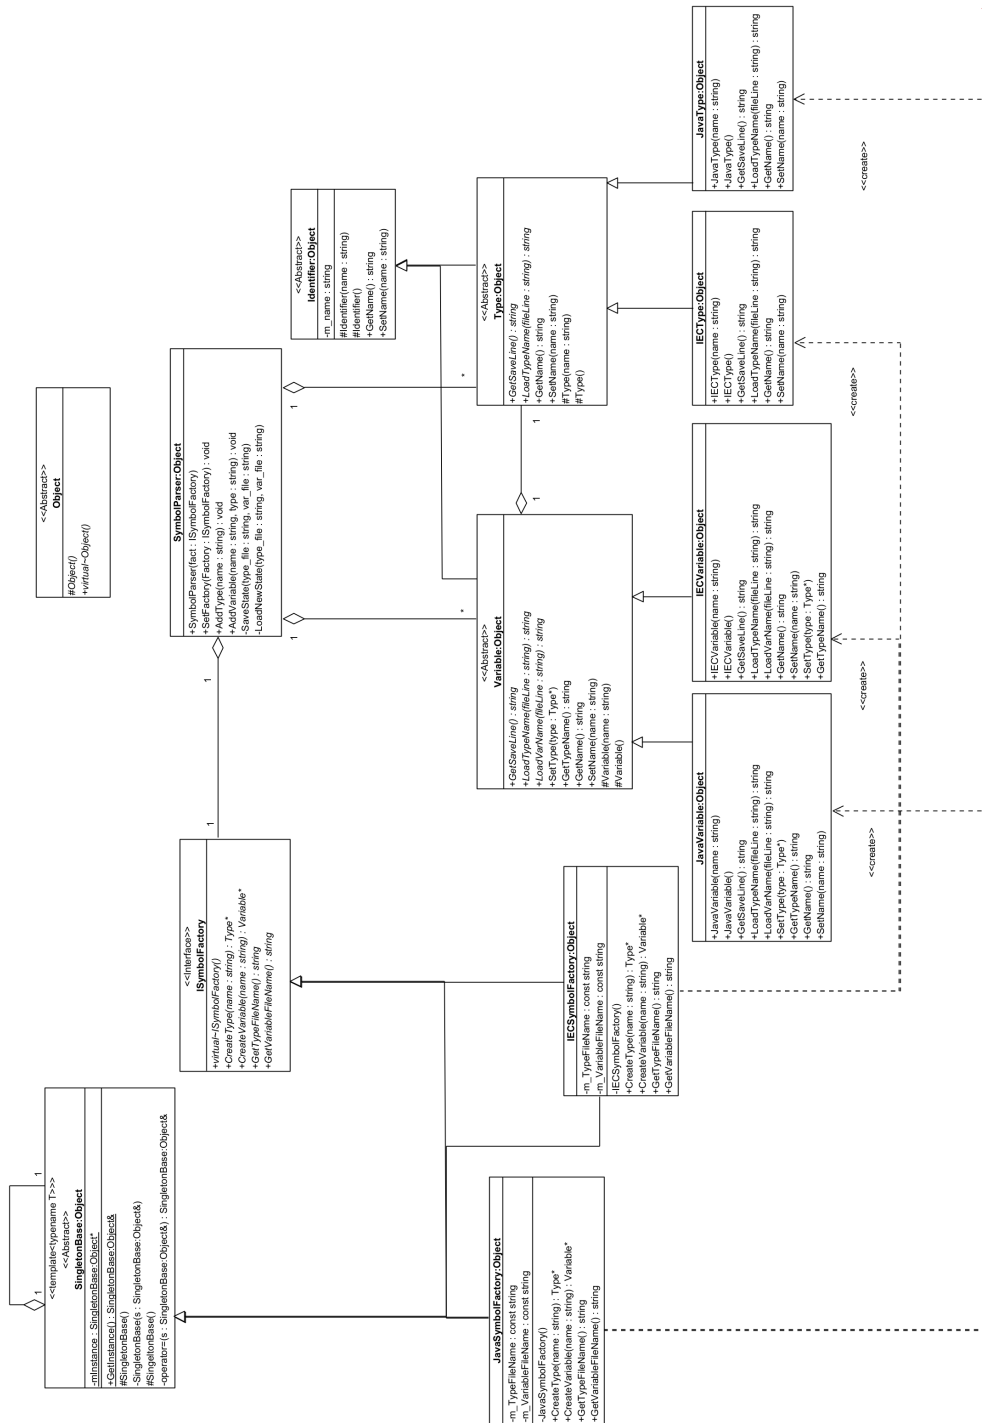 <<template<typename T>>>
<<Abstract>>
SingletonBase:Object
-mInstance : SingletonBase:Object*
+GetInstance() : SingletonBase:Object&
#SingletonBase()
-SingletonBase(s : SingletonBase:Object&)
#SingeltonBase()
-operator=(s : SingletonBase:Object&) : SingletonBase:Object&
1
1
<<Interface>>
ISymbolFactory
+virtual~ISymbolFactory()
+CreateType(name : string) : Type*
+CreateVariable(name : string) : Variable*
+GetTypeFileName() : string
+GetVariableFileName() : string
1
1
<<Abstract>>
Object
#Object()
+virtual~Object()
SymbolParser:Object
+SymbolParser(fact : ISymbolFactory)
+SetFactory(Factory : ISymbolFactory) : void
+AddType(name : string) : void
+AddVariable(name : string, type : string) : void
-SaveState(type_file : string, var_file : string)
-LoadNewState(type_file : string, var_file : string)
1
1
*
*
<<Abstract>>
Identifier:Object
-m_name : string
#Identifier(name : string)
#Identifier()
+GetName() : string
+SetName(name : string)
JavaSymbolFactory:Object
-m_TypeFileName : const string
-m_VariableFileName : const string
-JavaSymbolFactory()
+CreateType(name : string) : Type*
+CreateVariable(name : string) : Variable*
+GetTypeFileName() : string
+GetVariableFileName() : string
IECSymbolFactory:Object
-m_TypeFileName : const string
-m_VariableFileName : const string
-IECSymbolFactory()
+CreateType(name : string) : Type*
+CreateVariable(name : string) : Variable*
+GetTypeFileName() : string
+GetVariableFileName() : string
<<Abstract>>
Variable:Object
+GetSaveLine() : string
+LoadTypeName(fileLine : string) : string
+LoadVarName(fileLine : string) : string
+SetType(type : Type*)
+GetTypeName() : string
+GetName() : string
+SetName(name : string)
#Variable(name : string)
#Variable()
1
1
<<Abstract>>
Type:Object
+GetSaveLine() : string
+LoadTypeName(fileLine : string) : string
+GetName() : string
+SetName(name : string)
#Type(name : string)
#Type()
JavaVariable:Object
+JavaVariable(name : string)
+JavaVariable()
+GetSaveLine() : string
+LoadTypeName(fileLine : string) : string
+LoadVarName(fileLine : string) : string
+SetType(type : Type*)
+GetTypeName() : string
+GetName() : string
+SetName(name : string)
IECVariable:Object
+IECVariable(name : string)
+IECVariable()
+GetSaveLine() : string
+LoadTypeName(fileLine : string) : string
+LoadVarName(fileLine : string) : string
+GetName() : string
+SetName(name : string)
+SetType(type : Type*)
+GetTypeName() : string
IECType:Object
+IECType(name : string)
+IECType()
+GetSaveLine() : string
+LoadTypeName(fileLine : string) : string
+GetName() : string
+SetName(name : string)
JavaType:Object
+JavaType(name : string)
+JavaType()
+GetSaveLine() : string
+LoadTypeName(fileLine : string) : string
+GetName() : string
+SetName(name : string)
<<create>>
<<create>>
<<create>>
<<create>>